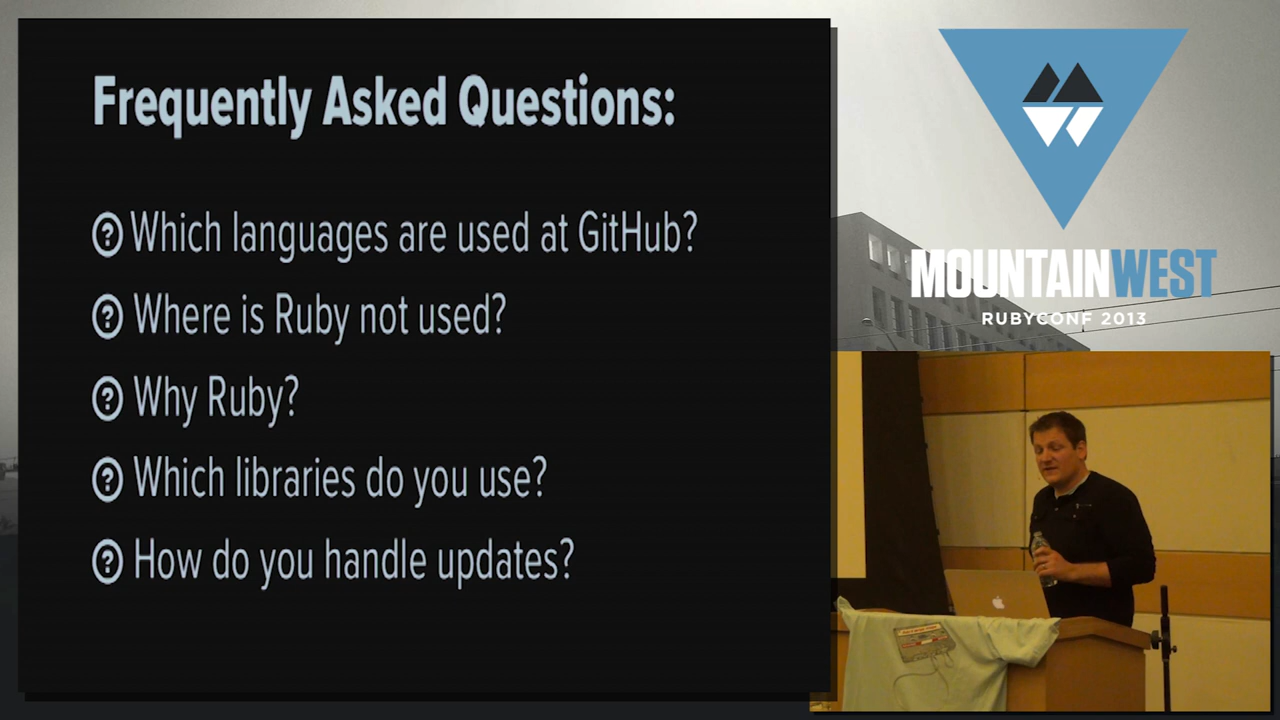 Frequently Asked Questions:
Which languages are used at GitHub?
Where is Ruby not used?
Why Ruby?
Which libraries do you use?
How do you handle updates?
MOUNTAINWEST
RUBYCONF 2013